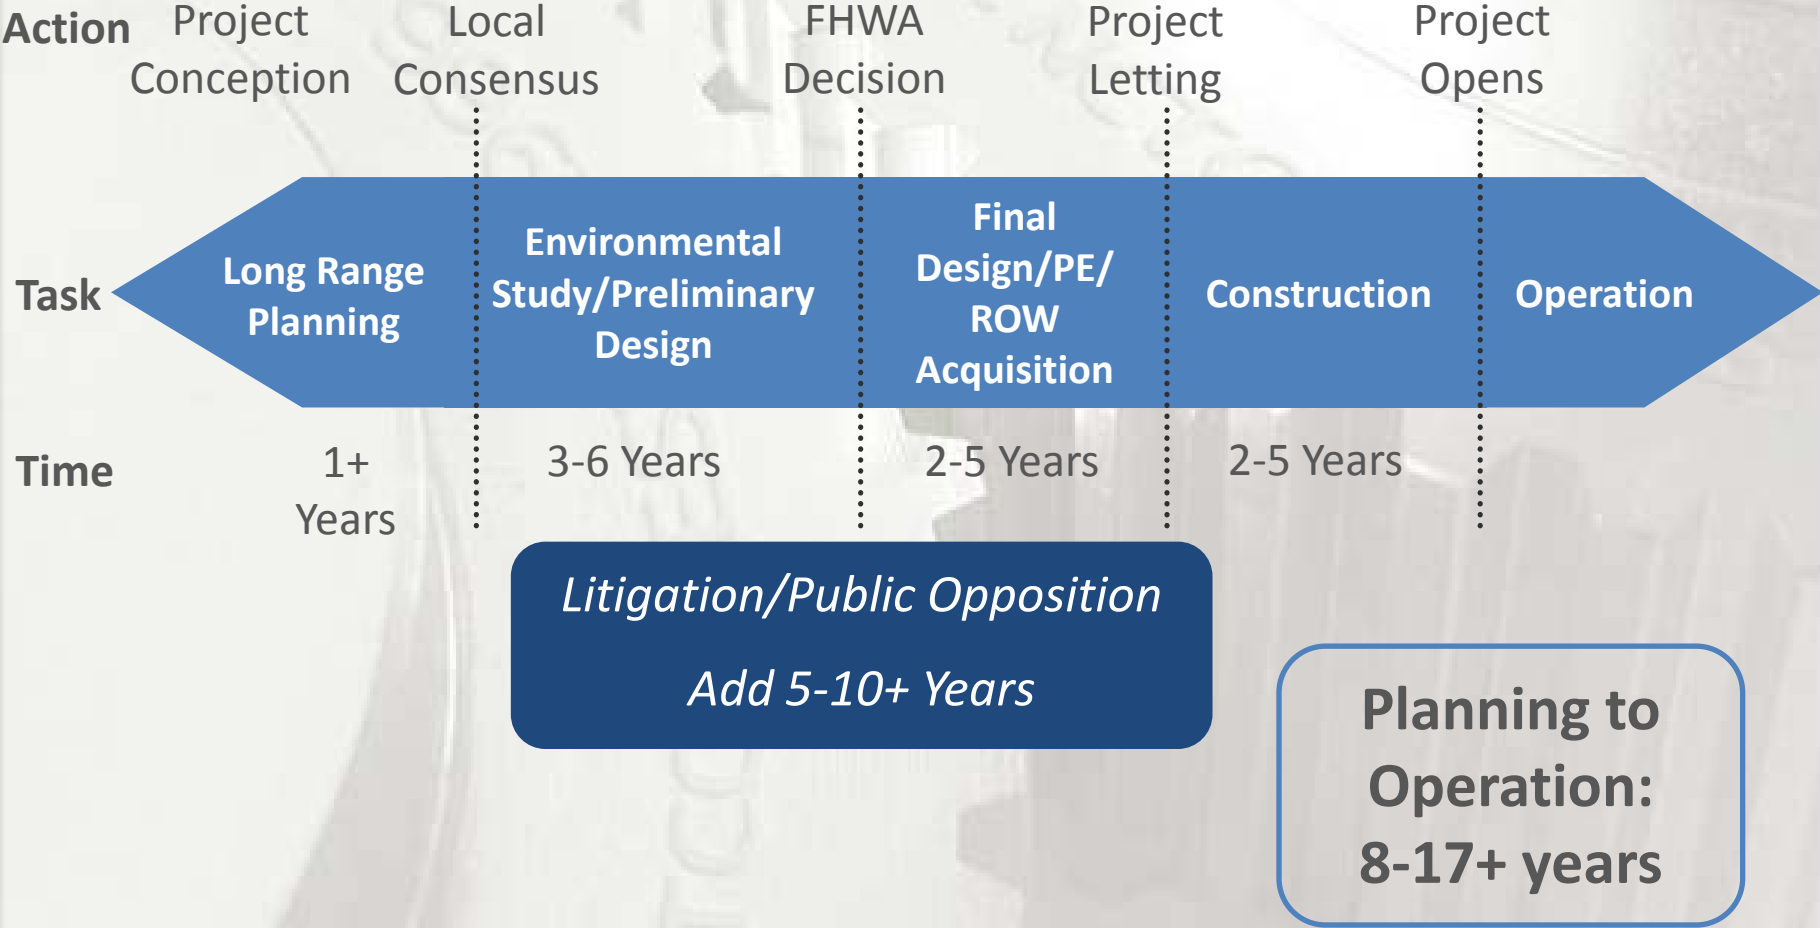 Action
Project
Conception
Local
Consensus
FHWA
Decision
Project
Letting
Project
Opens
Task
Long Range
Planning
Environmental
Study/Preliminary
Design
Final
Design/PE/
ROW
Acquisition
Construction
Operation
Time
1+
Years
3-6 Years
2-5 Years
2-5 Years
Litigation/Public Opposition
Add 5-10+ Years
Planning to
Operation:
8-17+ years